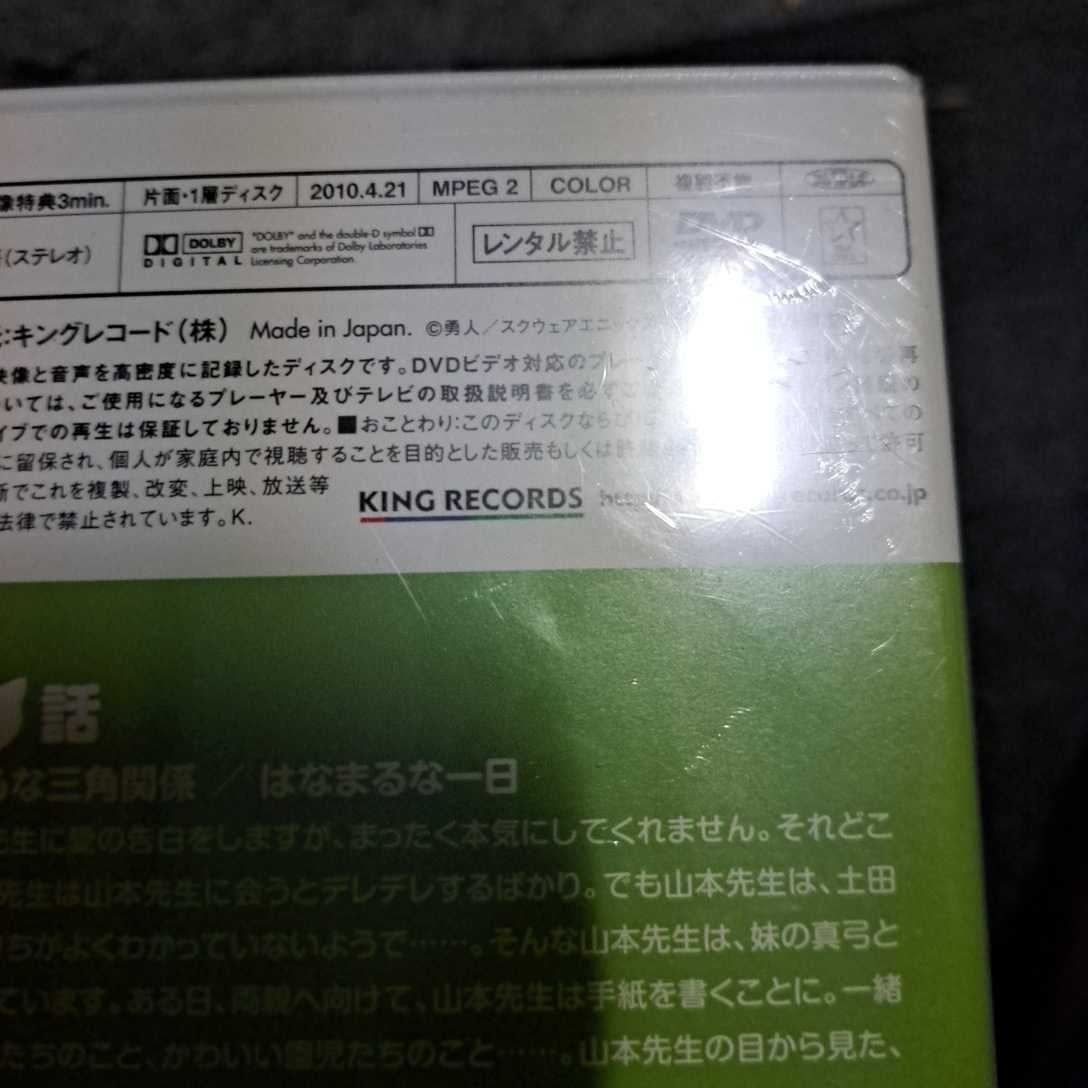 像特典3min. 片面・1層ディスク 2010.4.21 MPEG 2 COLOR 複製不能
(ステレオ) DOLBY DIGITAL "DOLBY" and the double-D symbol are trademarks of Dolby Laboratories Licensing Corporation. レンタル禁止 DVD
:キングレコード(株) Made in Japan. ©勇人/スクウェアエニック
映像と音声を高密度に記録したディスクです。DVDビデオ対応のプレー 再
いては、ご使用になるプレーヤー及びテレビの取扱説明書を必ずご の
イブでの再生は保証しておりません。■おことわり:このディスクならび の
に留保され、個人が家庭内で視聴することを目的とした販売もしくは 許可
断でこれを複製、改変、上映、放送等
法律で禁止されています。K.
KING RECORDS records.co.jp
話
な三角関係/はなまるな一日
先生に愛の告白をしますが、まったく本気にしてくれません。それどこ
先生は山本先生に会うとデレデレするばかり。でも山本先生は、土田
ちがよくわかっていないようで……。そんな山本先生は、妹の真弓と
ています。ある日、両親へ向けて、山本先生は手紙を書くことに。一緒
たちのこと、かわいい園児たちのこと……。山本先生の目から見た、